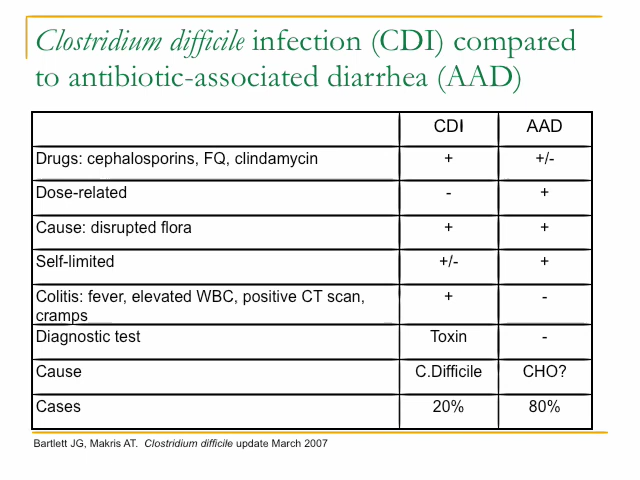 Clostridium difficile infection (CDI) compared
to antibiotic-associated diarrhea (AAD)
CDI AAD
Drugs: cephalosporins, FQ, clindamycin + +/-
Dose-related - +
Cause: disrupted flora + +
Self-limited +/- +
Colitis: fever, elevated WBC, positive CT scan, + -
cramps
Diagnostic test Toxin -
Cause C.Difficile CHO?
Cases 20% 80%
Bartlett JG, Makris AT. Clostridium difficile update March 2007